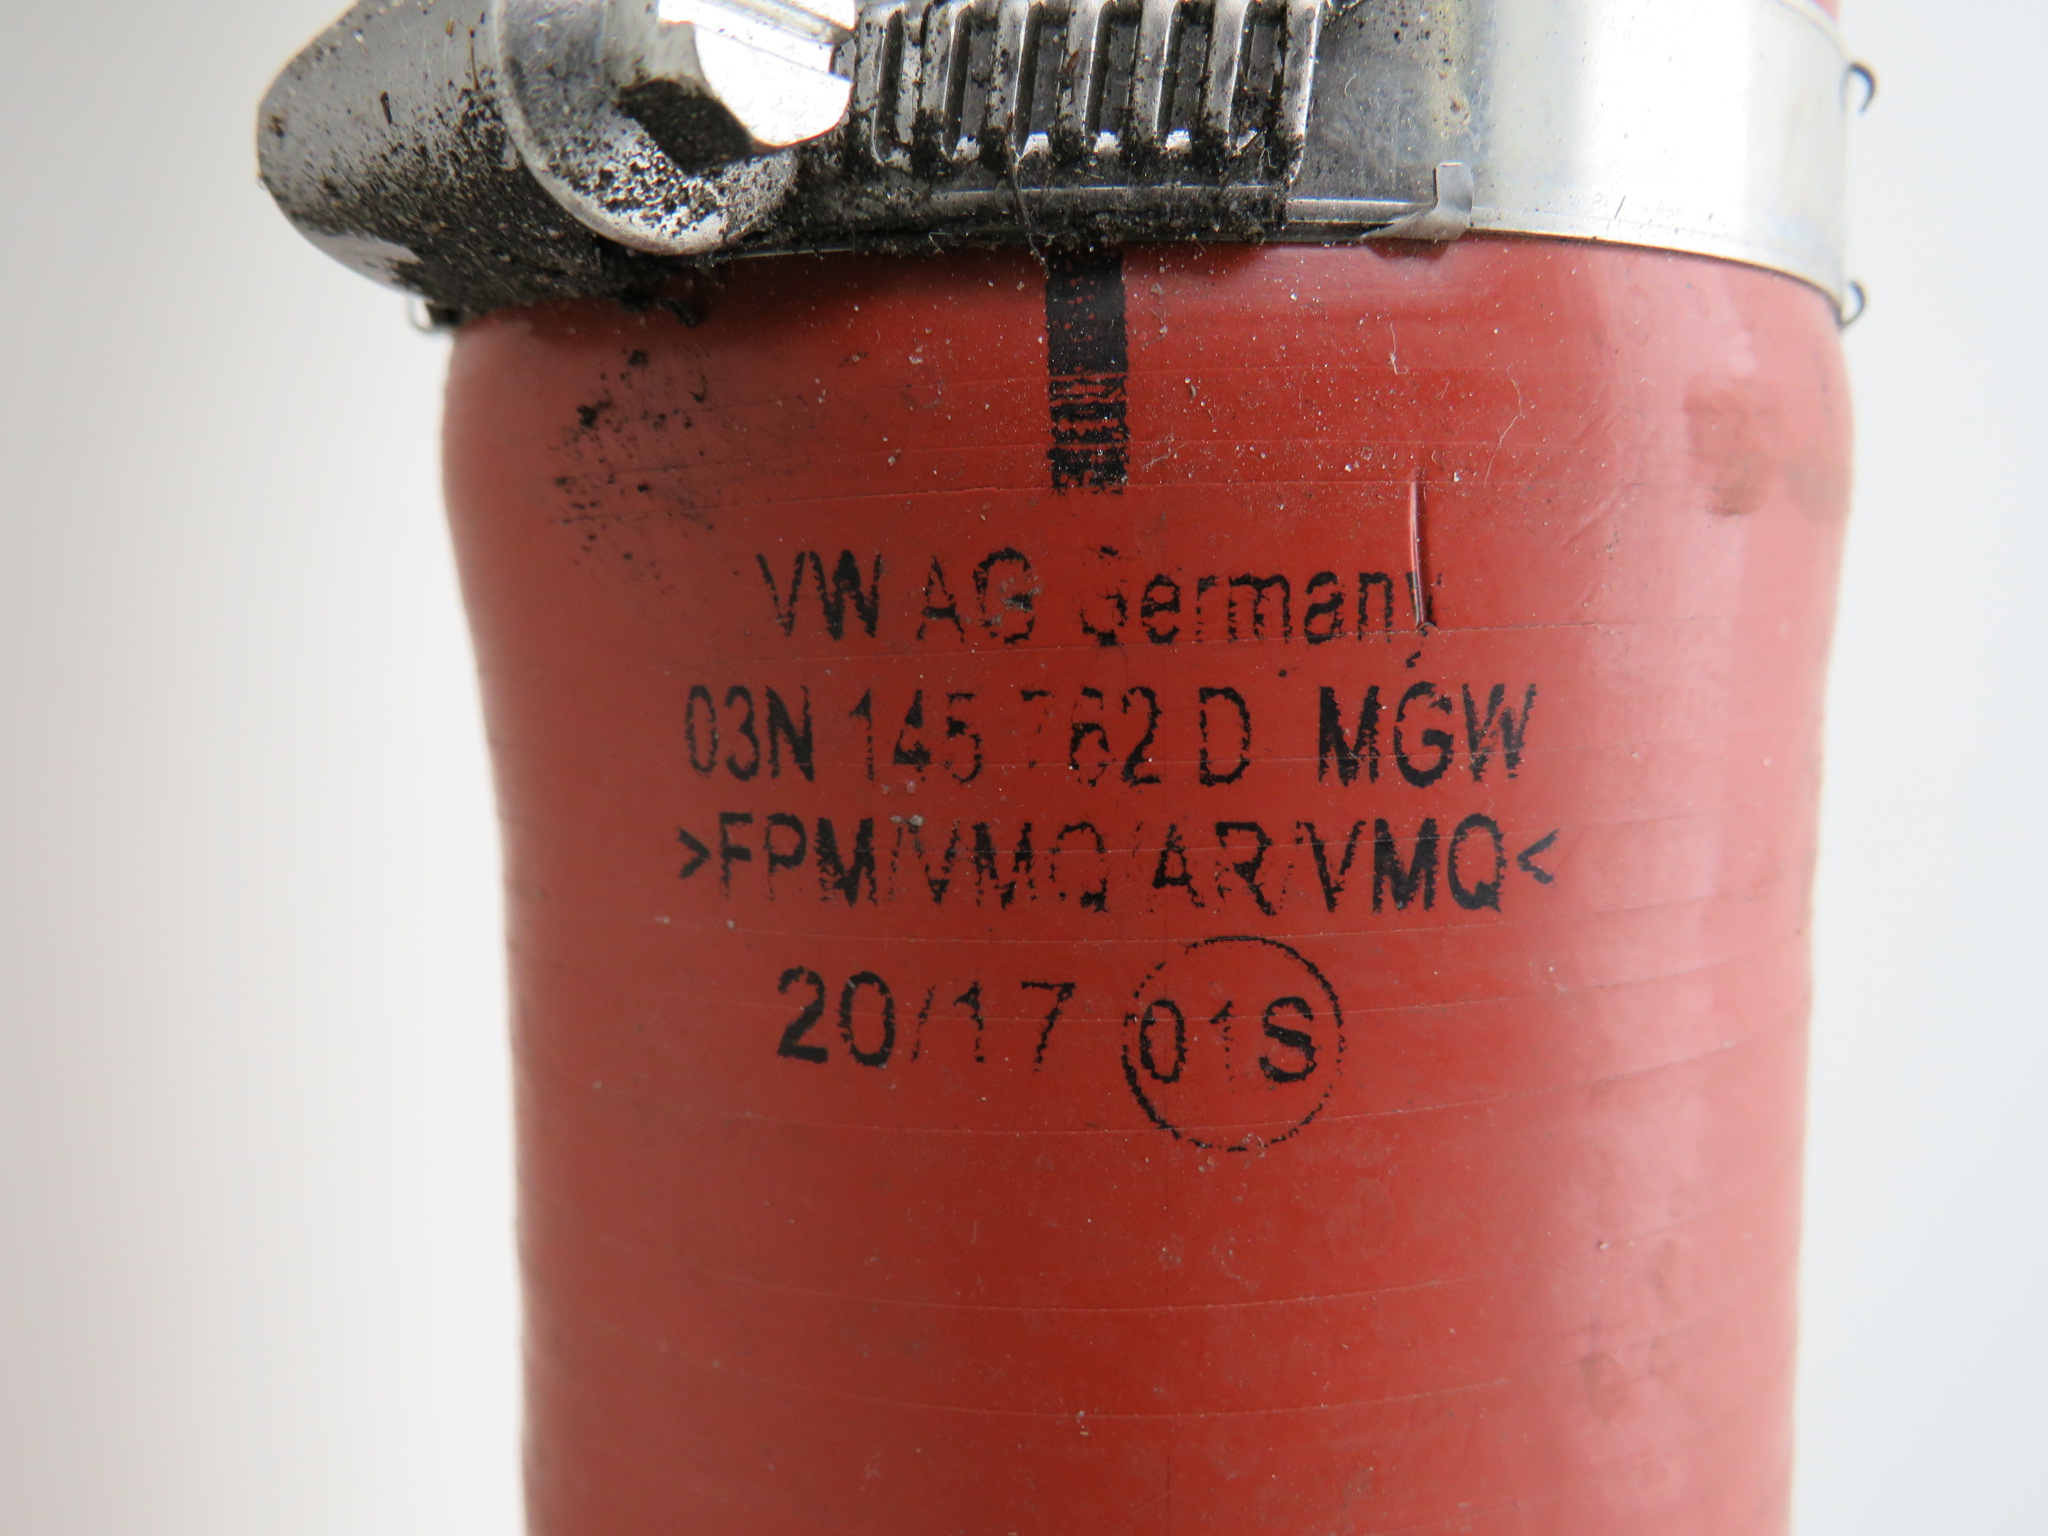 VW AG Germany
03N 145 762 D MGW
>FPM/VMQ/AR/VMQ<
20/17 01S